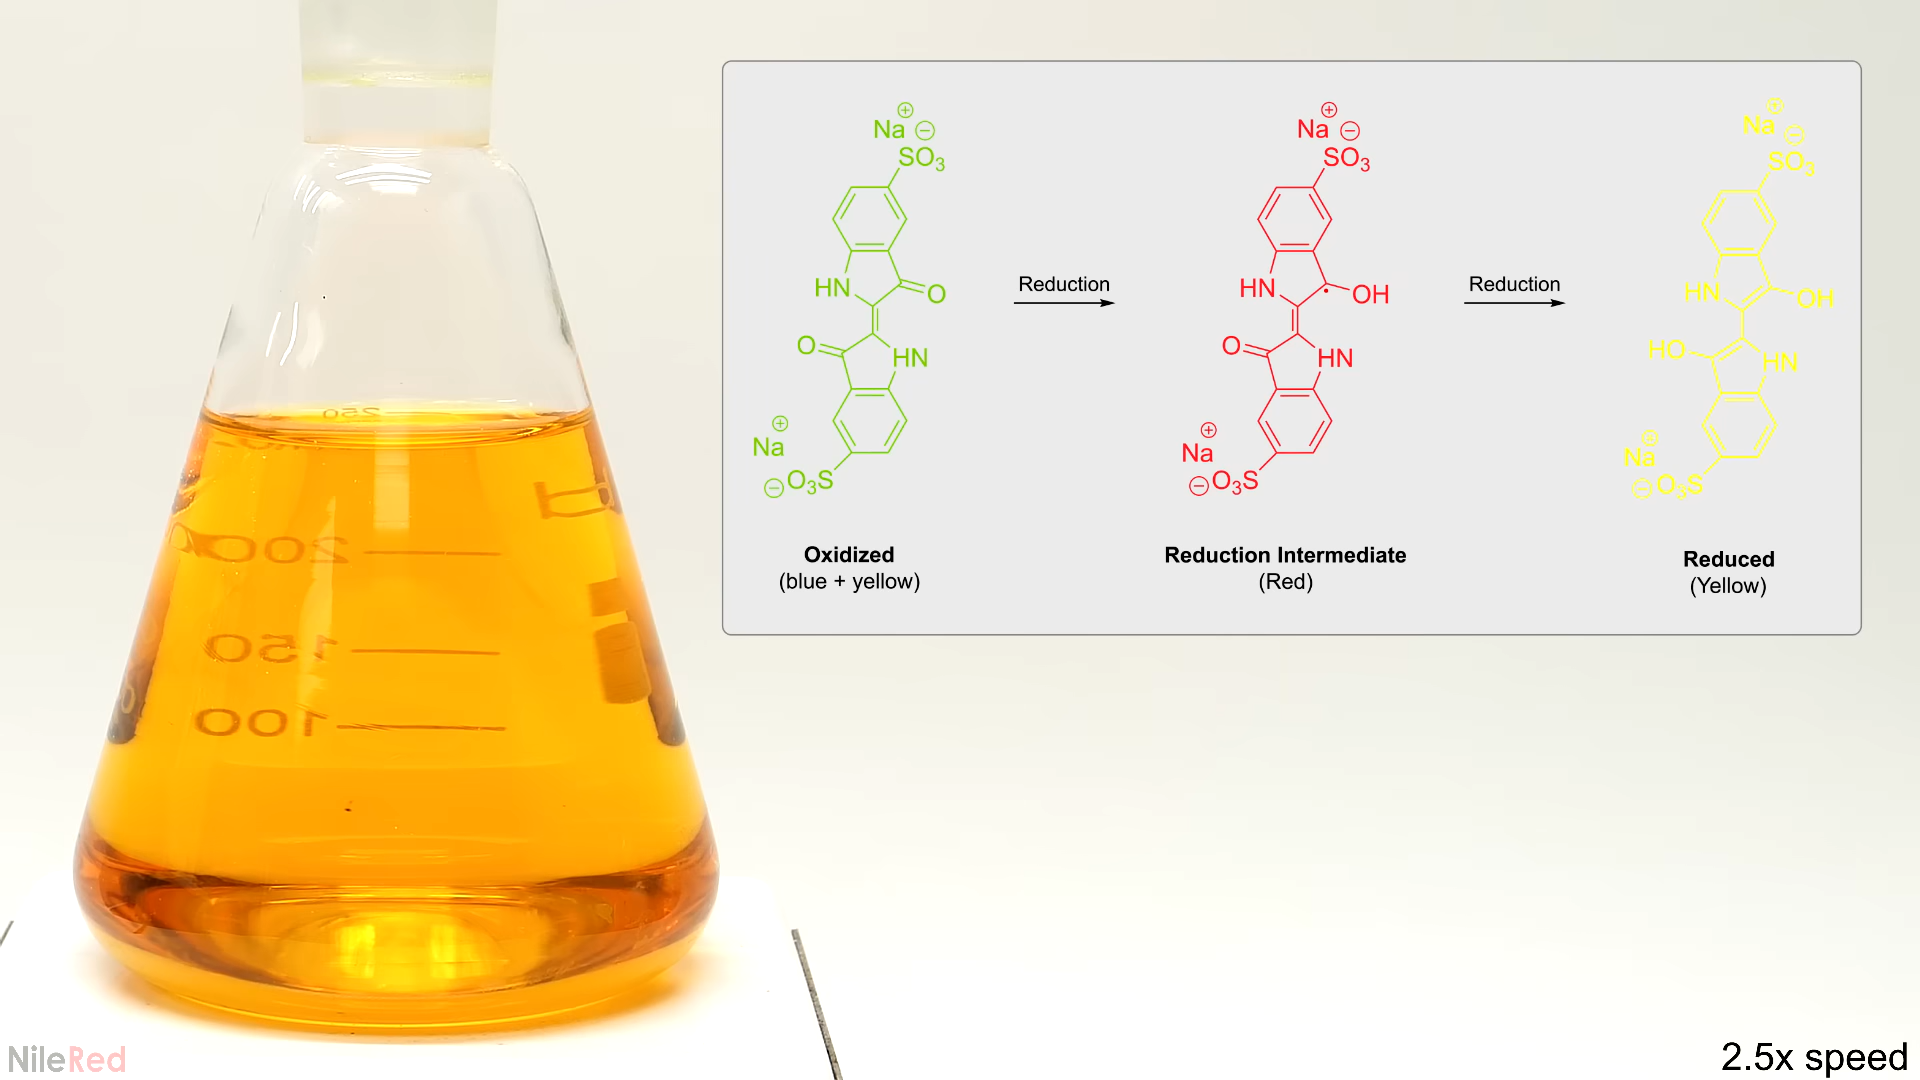 Na ⊕ ⊖
SO3
HN
O
O
HN
Na ⊕
⊖ O3S
Oxidized
(blue + yellow)
Reduction
Na ⊕ ⊖
SO3
HN
OH
O
HN
Na ⊕
⊖ O3S
Reduction Intermediate
(Red)
Reduction
Na ⊕ ⊖
SO3
HN
OH
HO
HN
Na ⊕
⊖ O3S
Reduced
(Yellow)
250
200
150
100
NileRed
2.5x speed